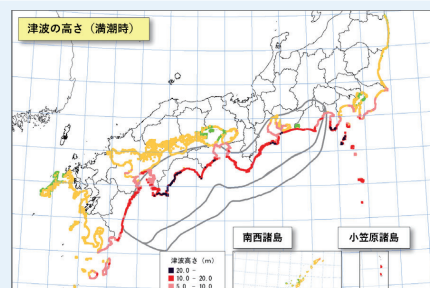 津波の高さ（満潮時）
南西諸島
小笠原諸島
津波高さ（m）
20.0 -
10.0 - 20.0
5.0 - 10.0